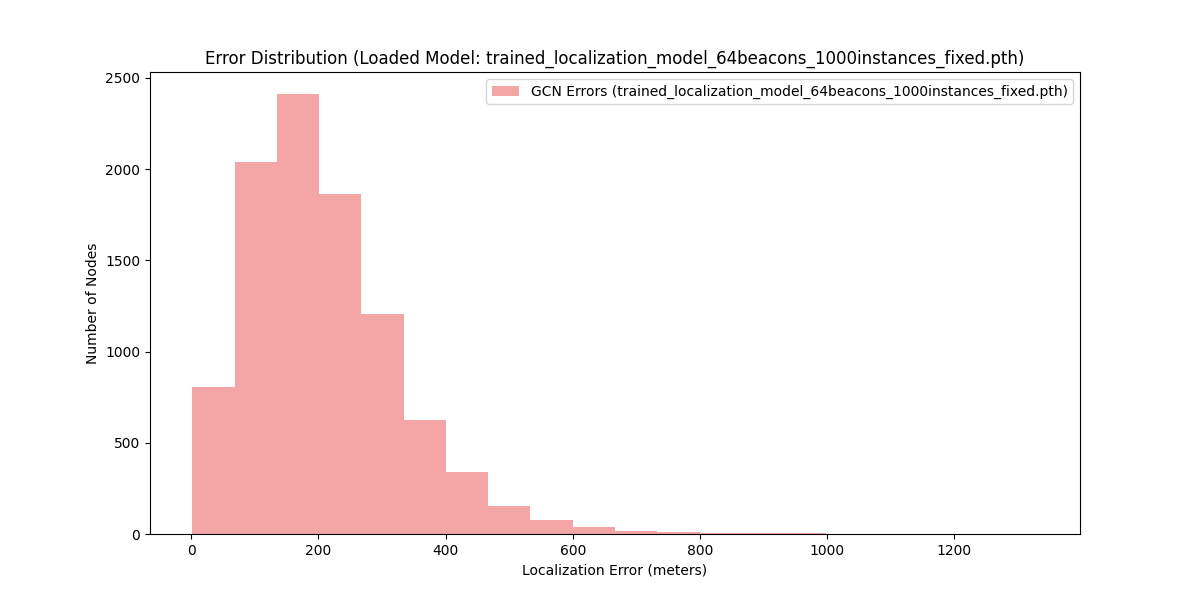 Error Distribution (Loaded Model: trained_localization_model_64beacons_1000instances_fixed.pth)
GCN Errors (trained_localization_model_64beacons_1000instances_fixed.pth)
Number of Nodes
2500
2000
1500
1000
500
0
0 200 400 600 800 1000 1200
Localization Error (meters)